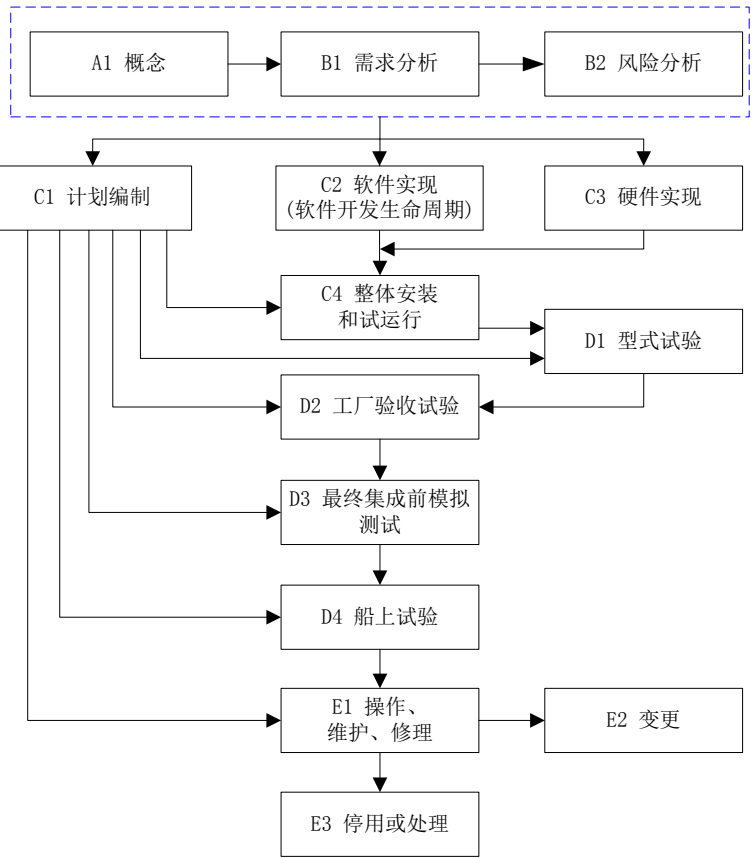 A1 概念
B1 需求分析
B2 风险分析
C1 计划编制
C2 软件实现
(软件开发生命周期)
C3 硬件实现
C4 整体安装
和试运行
D1 型式试验
D2 工厂验收试验
D3 最终集成前模拟
测试
D4 船上试验
E1 操作、
维护、修理
E2 变更
E3 停用或处理